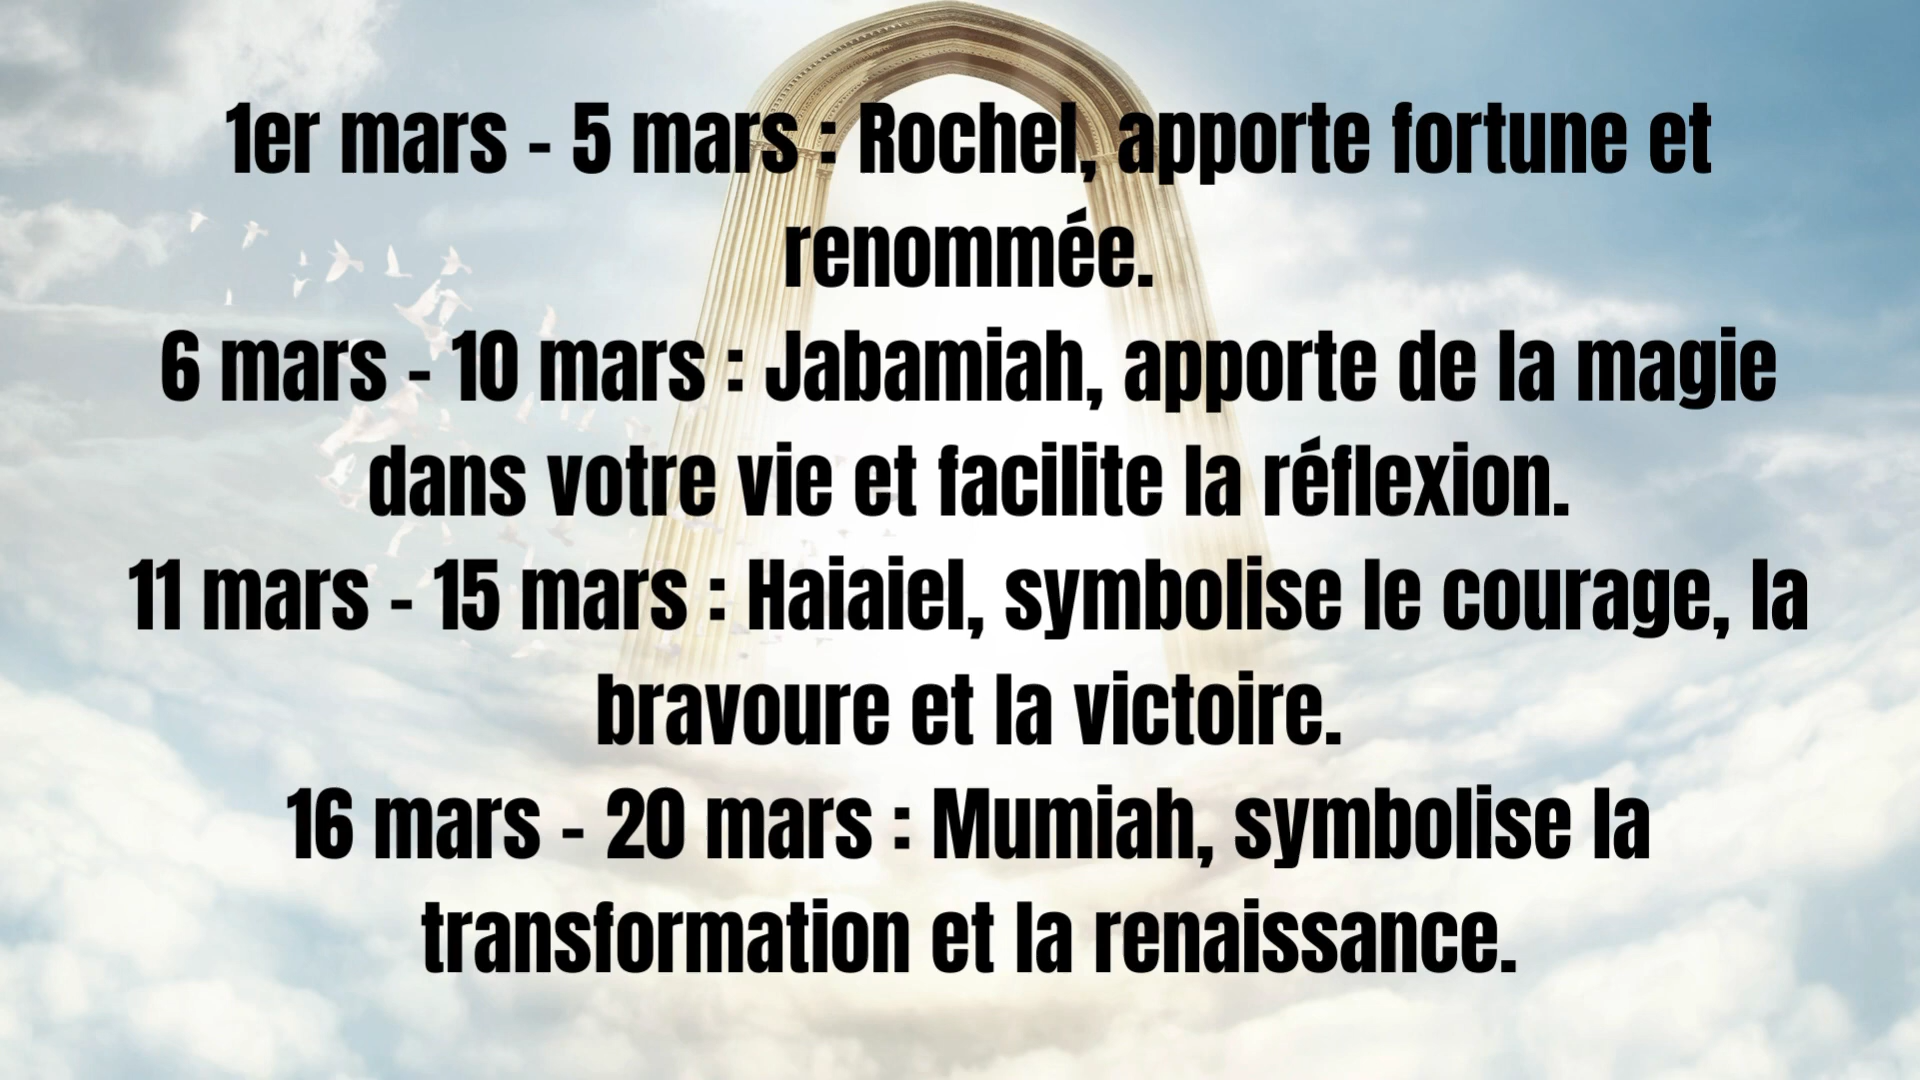 1er mars - 5 mars : Rochel, apporte fortune et
renommée.
6 mars - 10 mars : Jabamiah, apporte de la magie
dans votre vie et facilite la réflexion.
11 mars - 15 mars : Haiaiel, symbolise le courage, la
bravoure et la victoire.
16 mars - 20 mars : Mumiah, symbolise la
transformation et la renaissance.